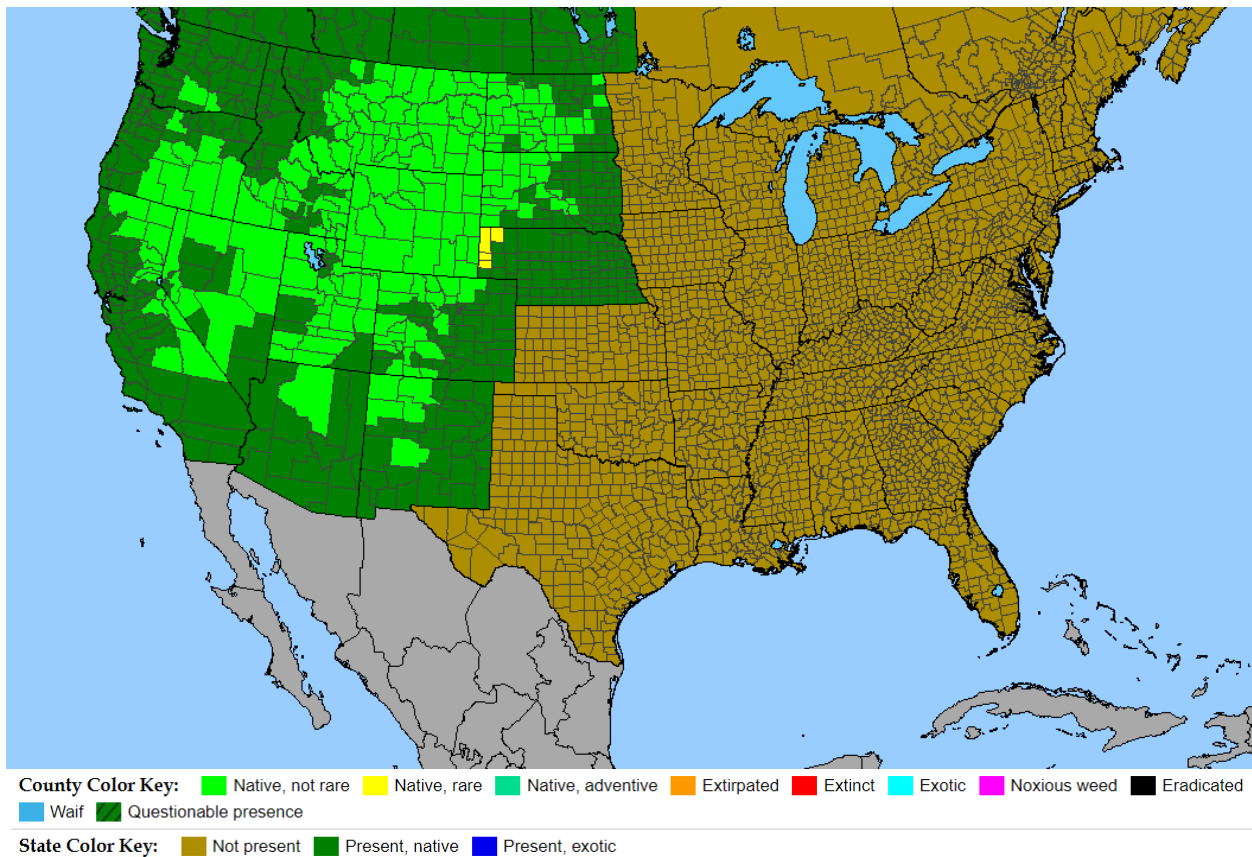 County Color Key: Native, not rare Native, rare Native, adventive Extirpated Extinct Exotic Noxious weed Eradicated
Waif Questionable presence
State Color Key: Not present Present, native Present, exotic